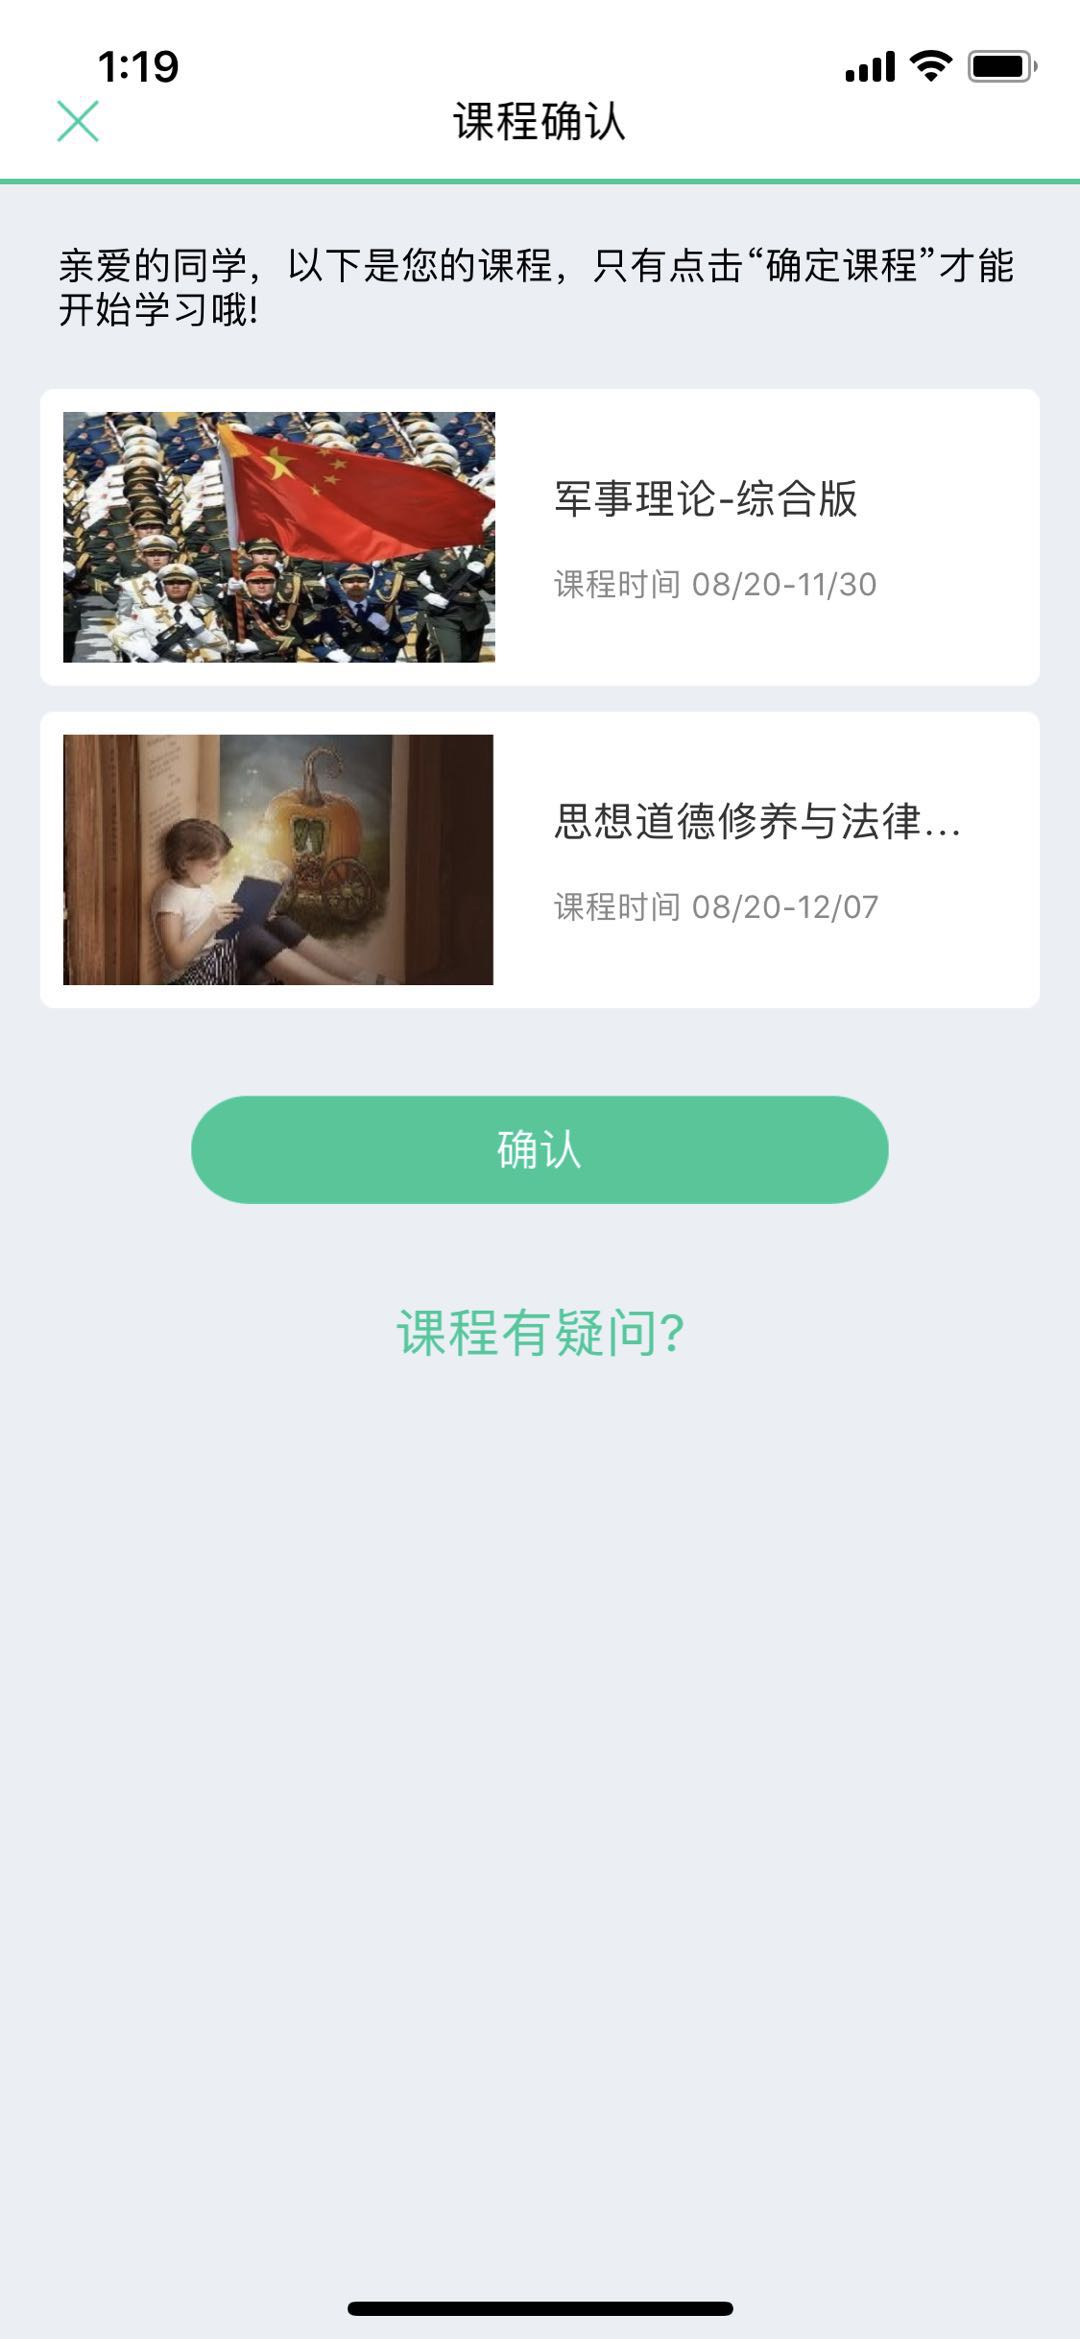 1:19
课程确认
亲爱的同学，以下是您的课程，只有点击“确定课程”才能
开始学习哦!
军事理论-综合版
课程时间 08/20-11/30
思想道德修养与法律...
课程时间 08/20-12/07
确认
课程有疑问?